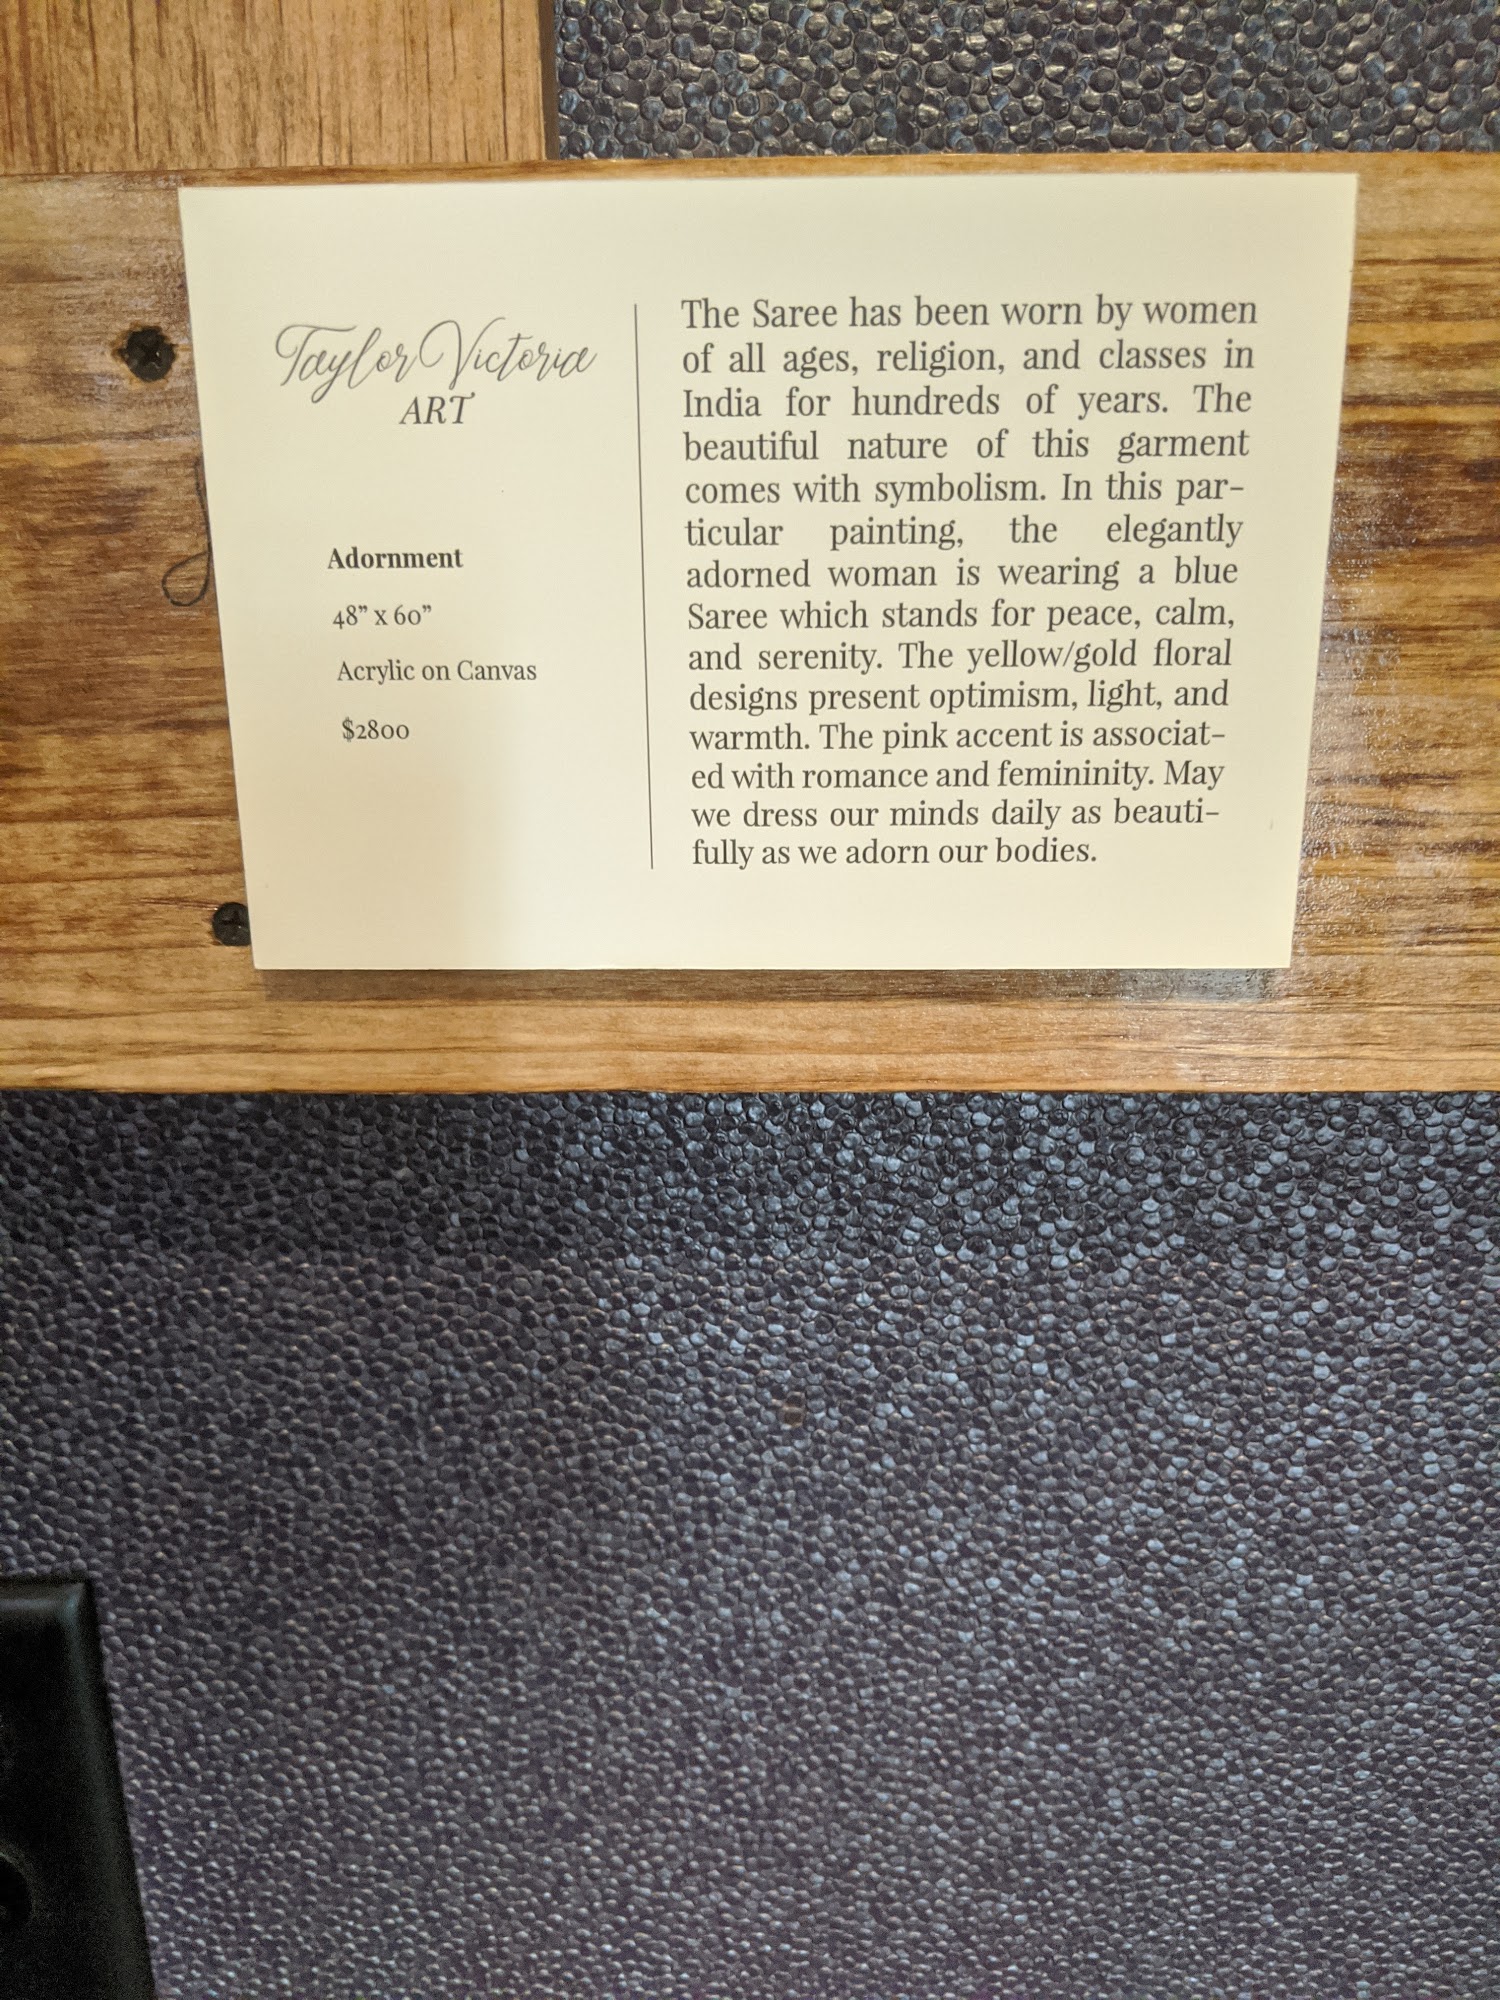 Taylor Victoria
ART
Adornment
48” x 60”
Acrylic on Canvas
$2800
The Saree has been worn by women
of all ages, religion, and classes in
India for hundreds of years. The
beautiful nature of this garment
comes with symbolism. In this par-
ticular painting, the elegantly
adorned woman is wearing a blue
Saree which stands for peace, calm,
and serenity. The yellow/gold floral
designs present optimism, light, and
warmth. The pink accent is associat-
ed with romance and femininity. May
we dress our minds daily as beauti-
fully as we adorn our bodies.